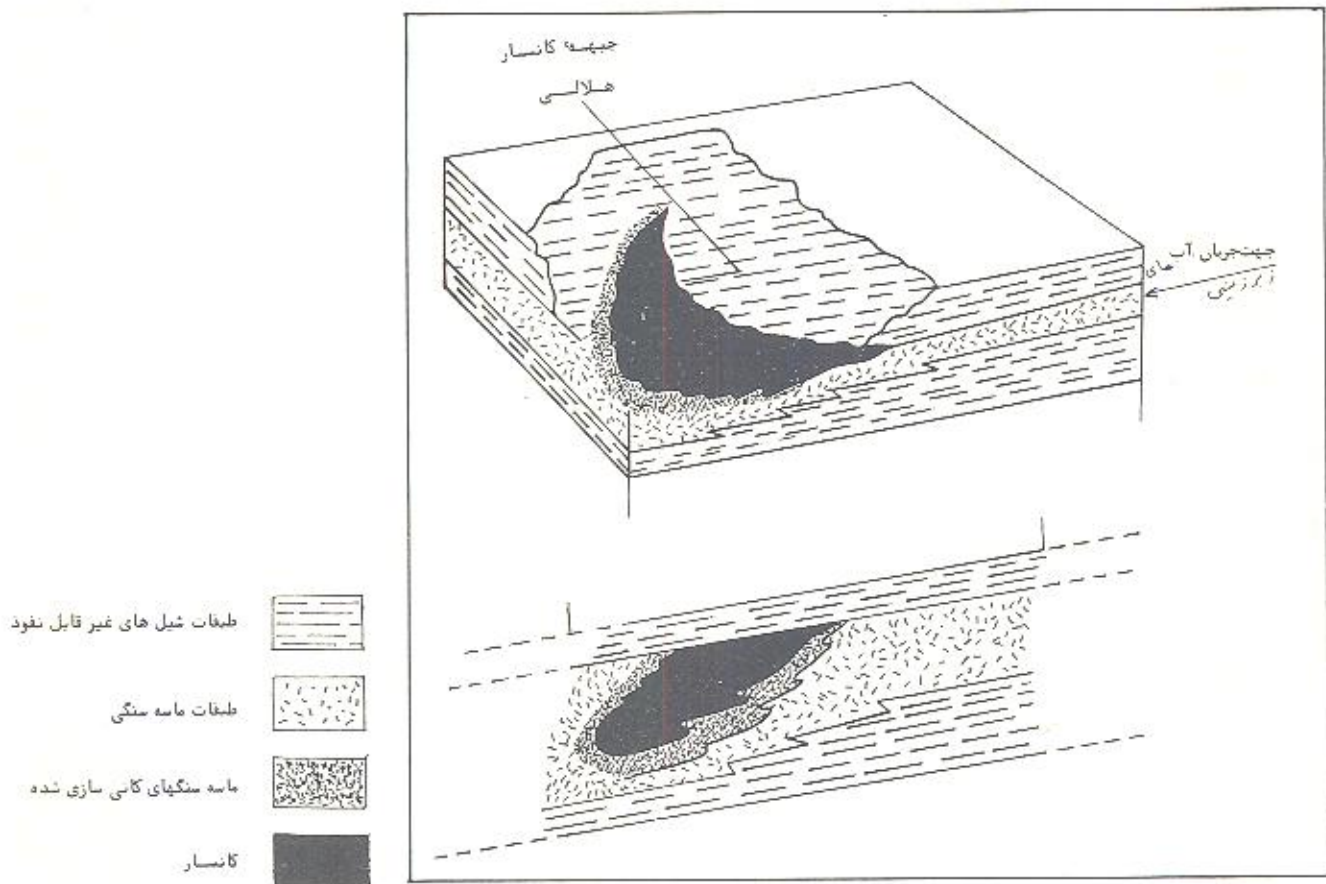 جبههٔ کانسار
هلالی
جهت جریان آب های
زیرزمینی
طبقات شیل های غیر قابل نفوذ
طبقات ماسه سنگی
ماسه سنگهای کانی سازی شده
کانسار